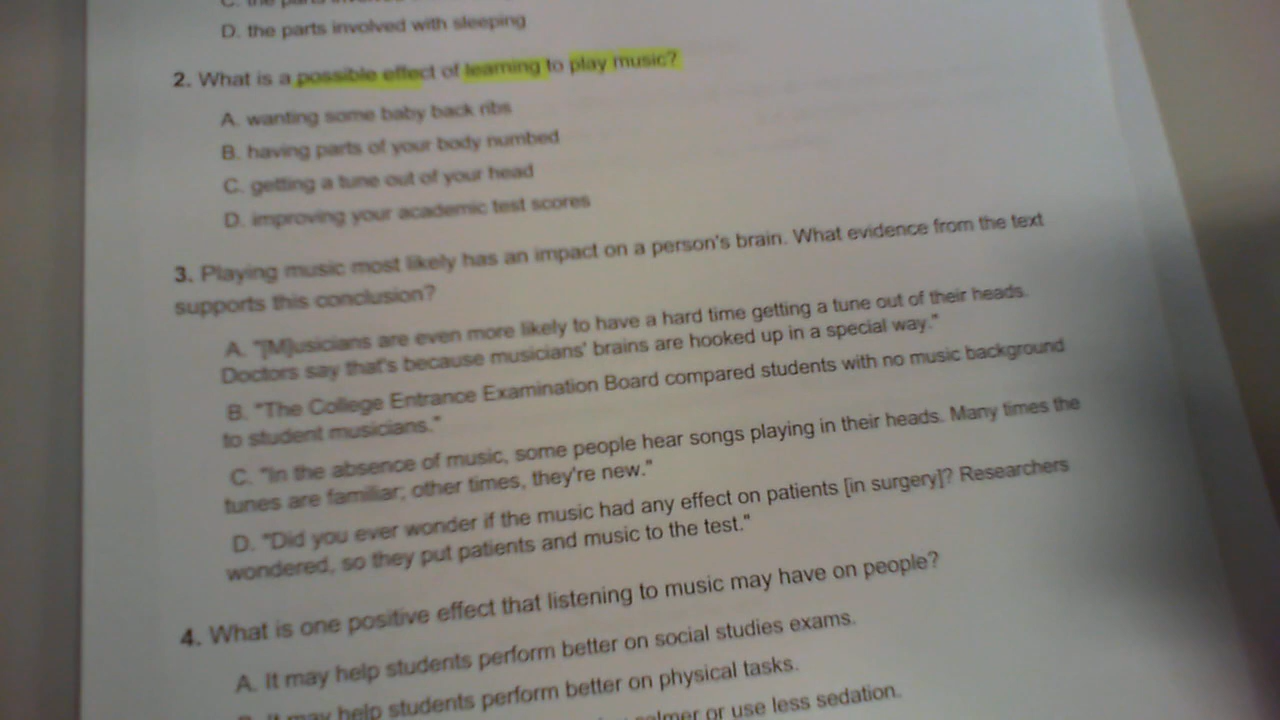 C. the parts involved
D. the parts involved with sleeping
2. What is a possible effect of learning to play music?
A. wanting some baby back ribs
B. having parts of your body numbed
C. getting a tune out of your head
D. improving your academic test scores
3. Playing music most likely has an impact on a person's brain. What evidence from the text
supports this conclusion?
A. "[M]usicians are even more likely to have a hard time getting a tune out of their heads.
Doctors say that's because musicians' brains are hooked up in a special way."
B. "The College Entrance Examination Board compared students with no music background
to student musicians."
C. "In the absence of music, some people hear songs playing in their heads. Many times the
tunes are familiar; other times, they're new."
D. "Did you ever wonder if the music had any effect on patients [in surgery]? Researchers
wondered, so they put patients and music to the test."
4. What is one positive effect that listening to music may have on people?
A. It may help students perform better on social studies exams.
B. It may help students perform better on physical tasks.
calmer or use less sedation.